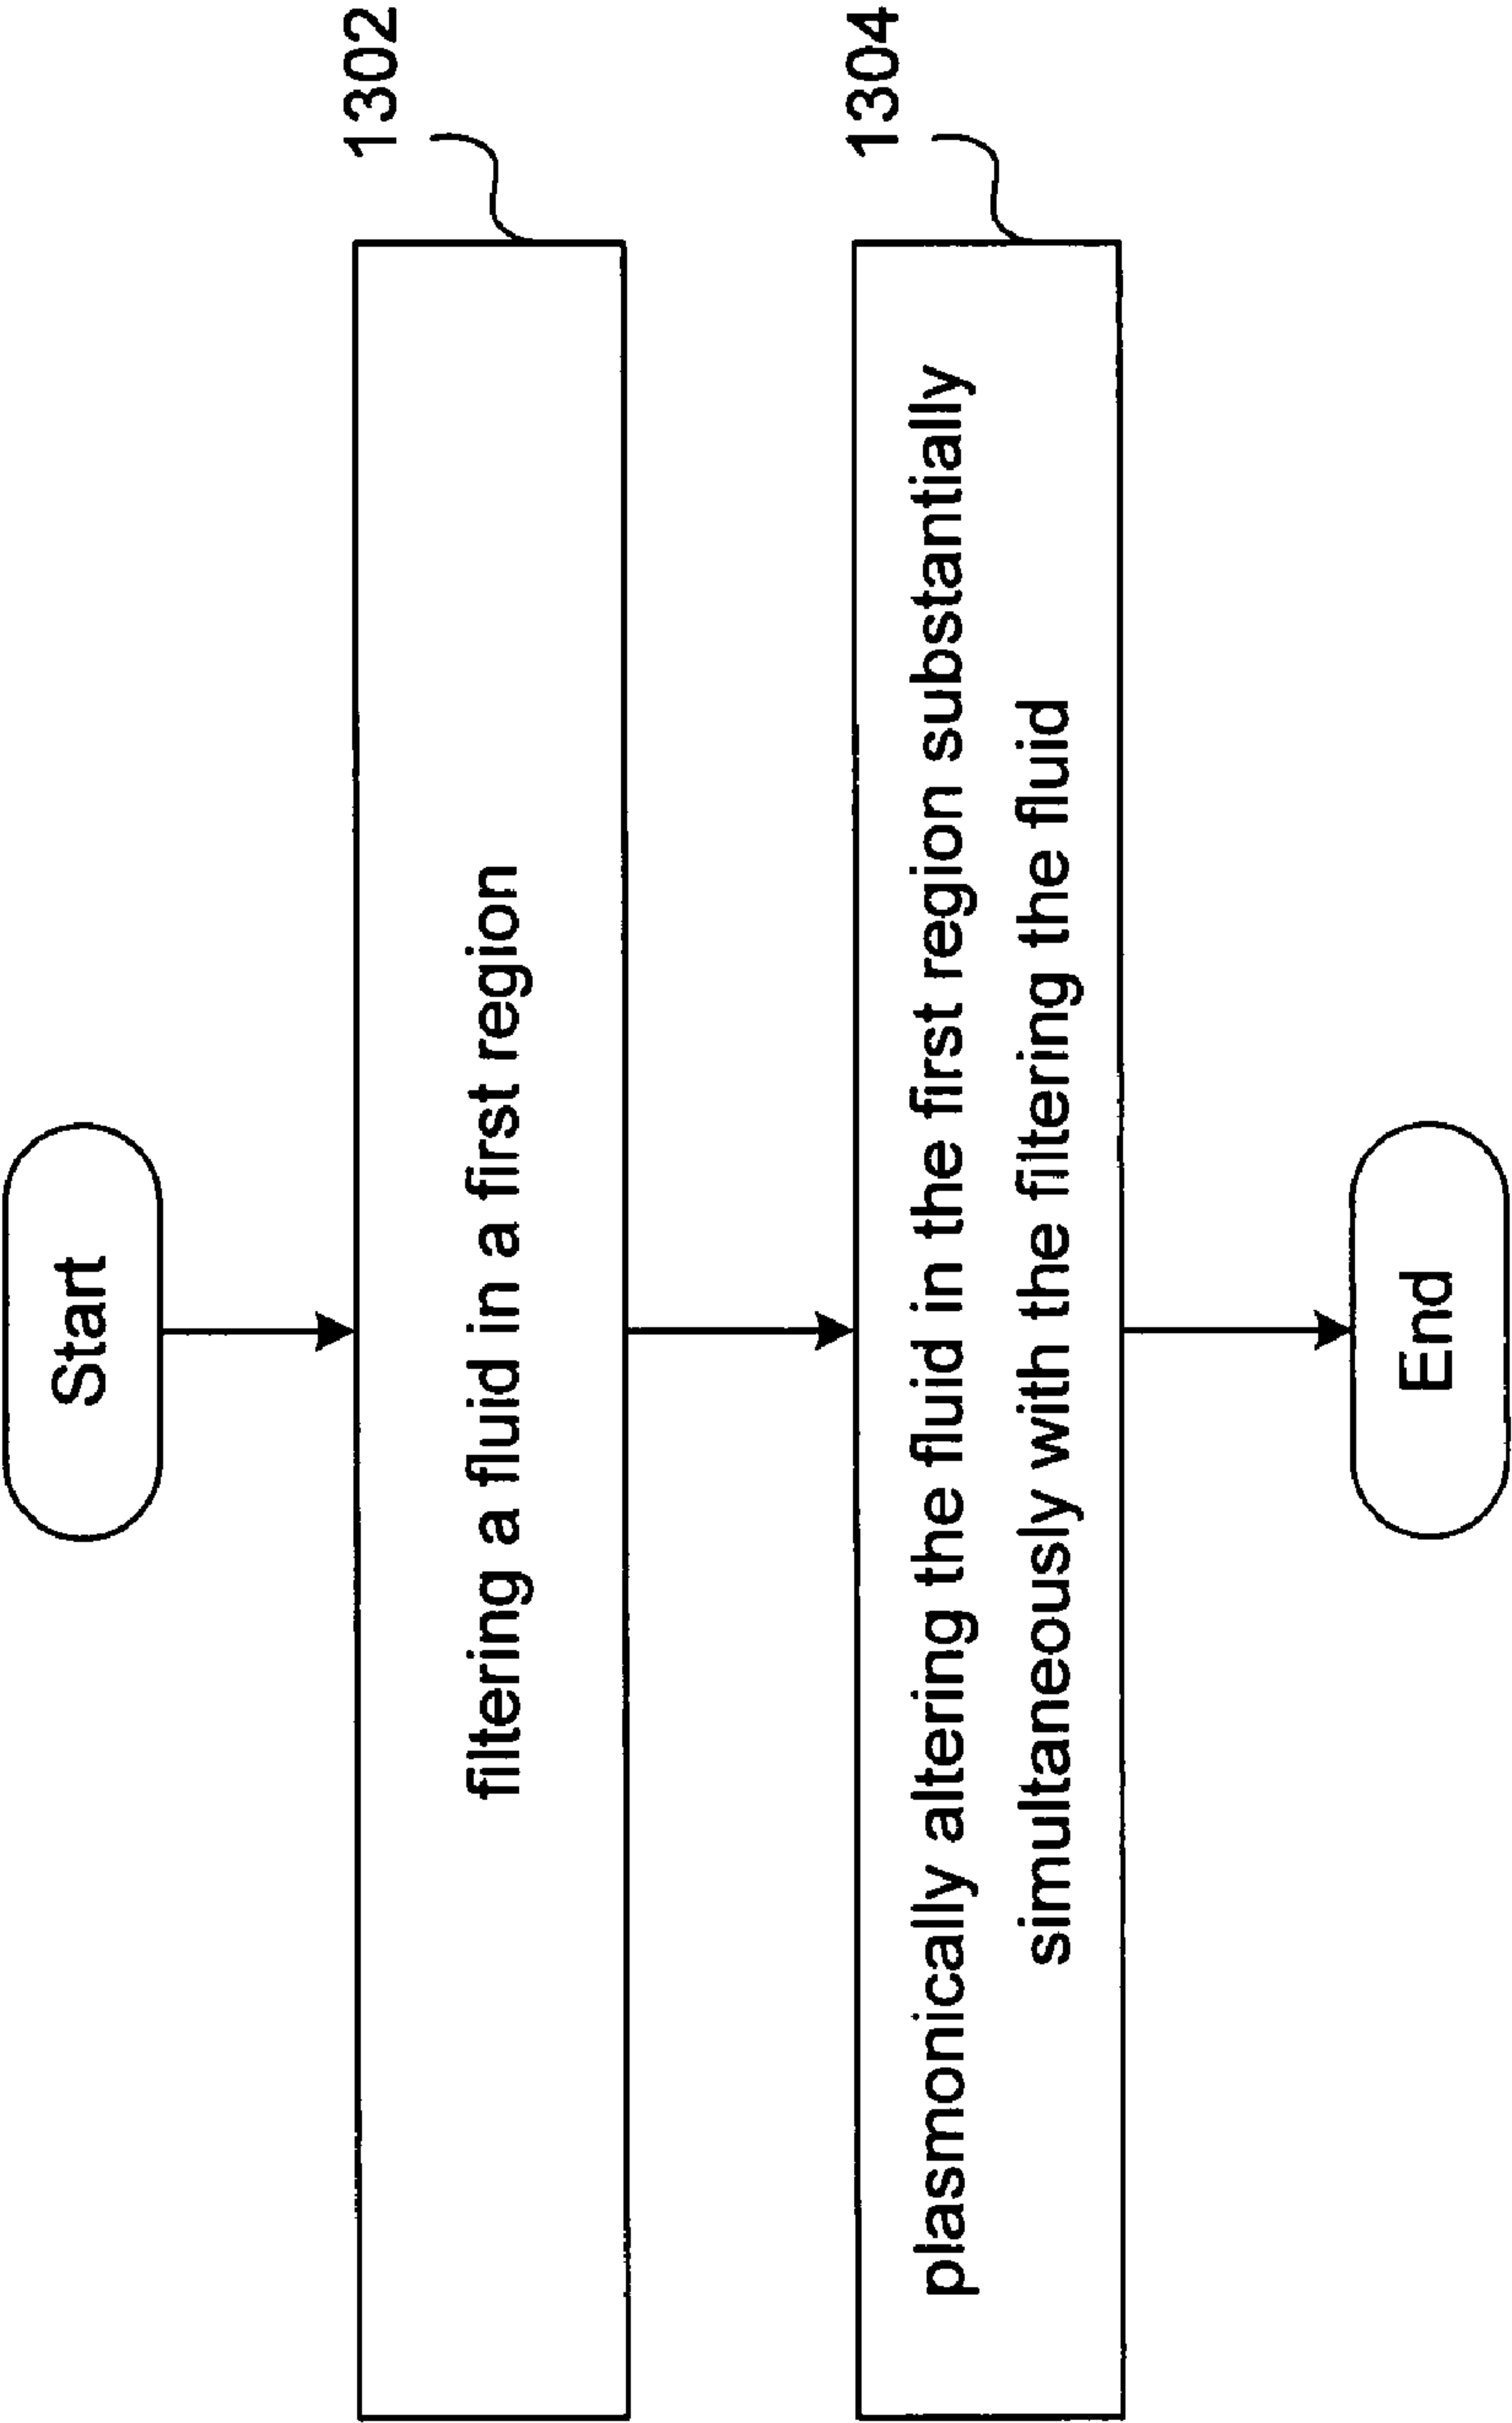 Start
1302
filtering a fluid in a first region
1304
plasmonically altering the fluid in the first region substantially
simultaneously with the filtering the fluid
End